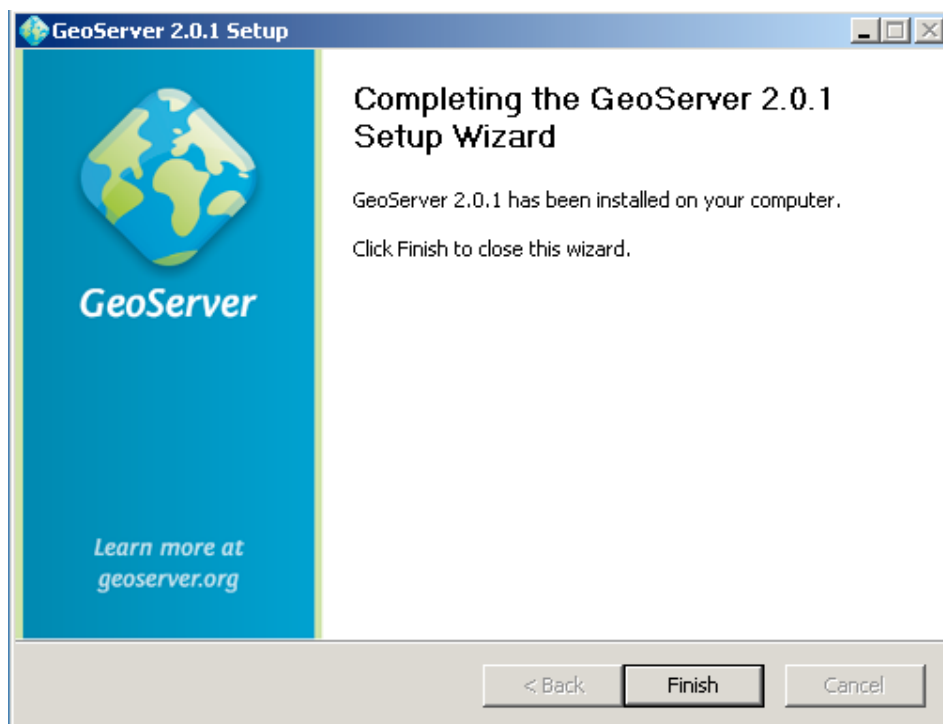 GeoServer 2.0.1 Setup
Completing the GeoServer 2.0.1
Setup Wizard
GeoServer 2.0.1 has been installed on your computer.
Click Finish to close this wizard.
GeoServer
Learn more at
geoserver.org
< Back
Finish
Cancel